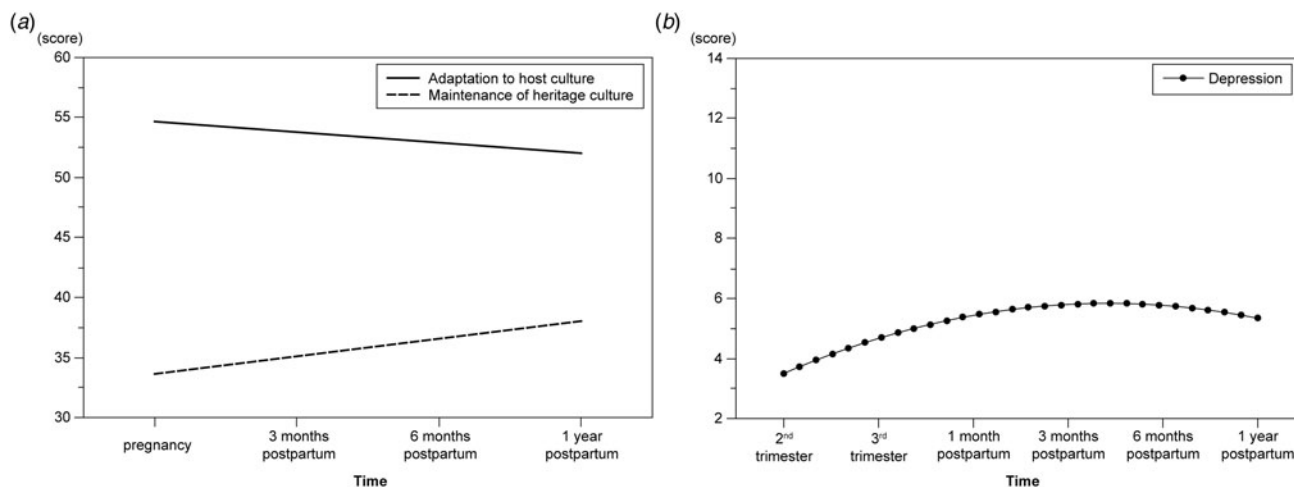 (a)
(score)
60
55
50
45
40
35
30
Adaptation to host culture
Maintenance of heritage culture
pregnancy
3 months
postpartum
6 months
postpartum
1 year
postpartum
Time
(b)
(score)
14
12
10
8
6
4
2
Depression
2nd
trimester
3rd
trimester
1 month
postpartum
3 months
postpartum
6 months
postpartum
1 year
postpartum
Time